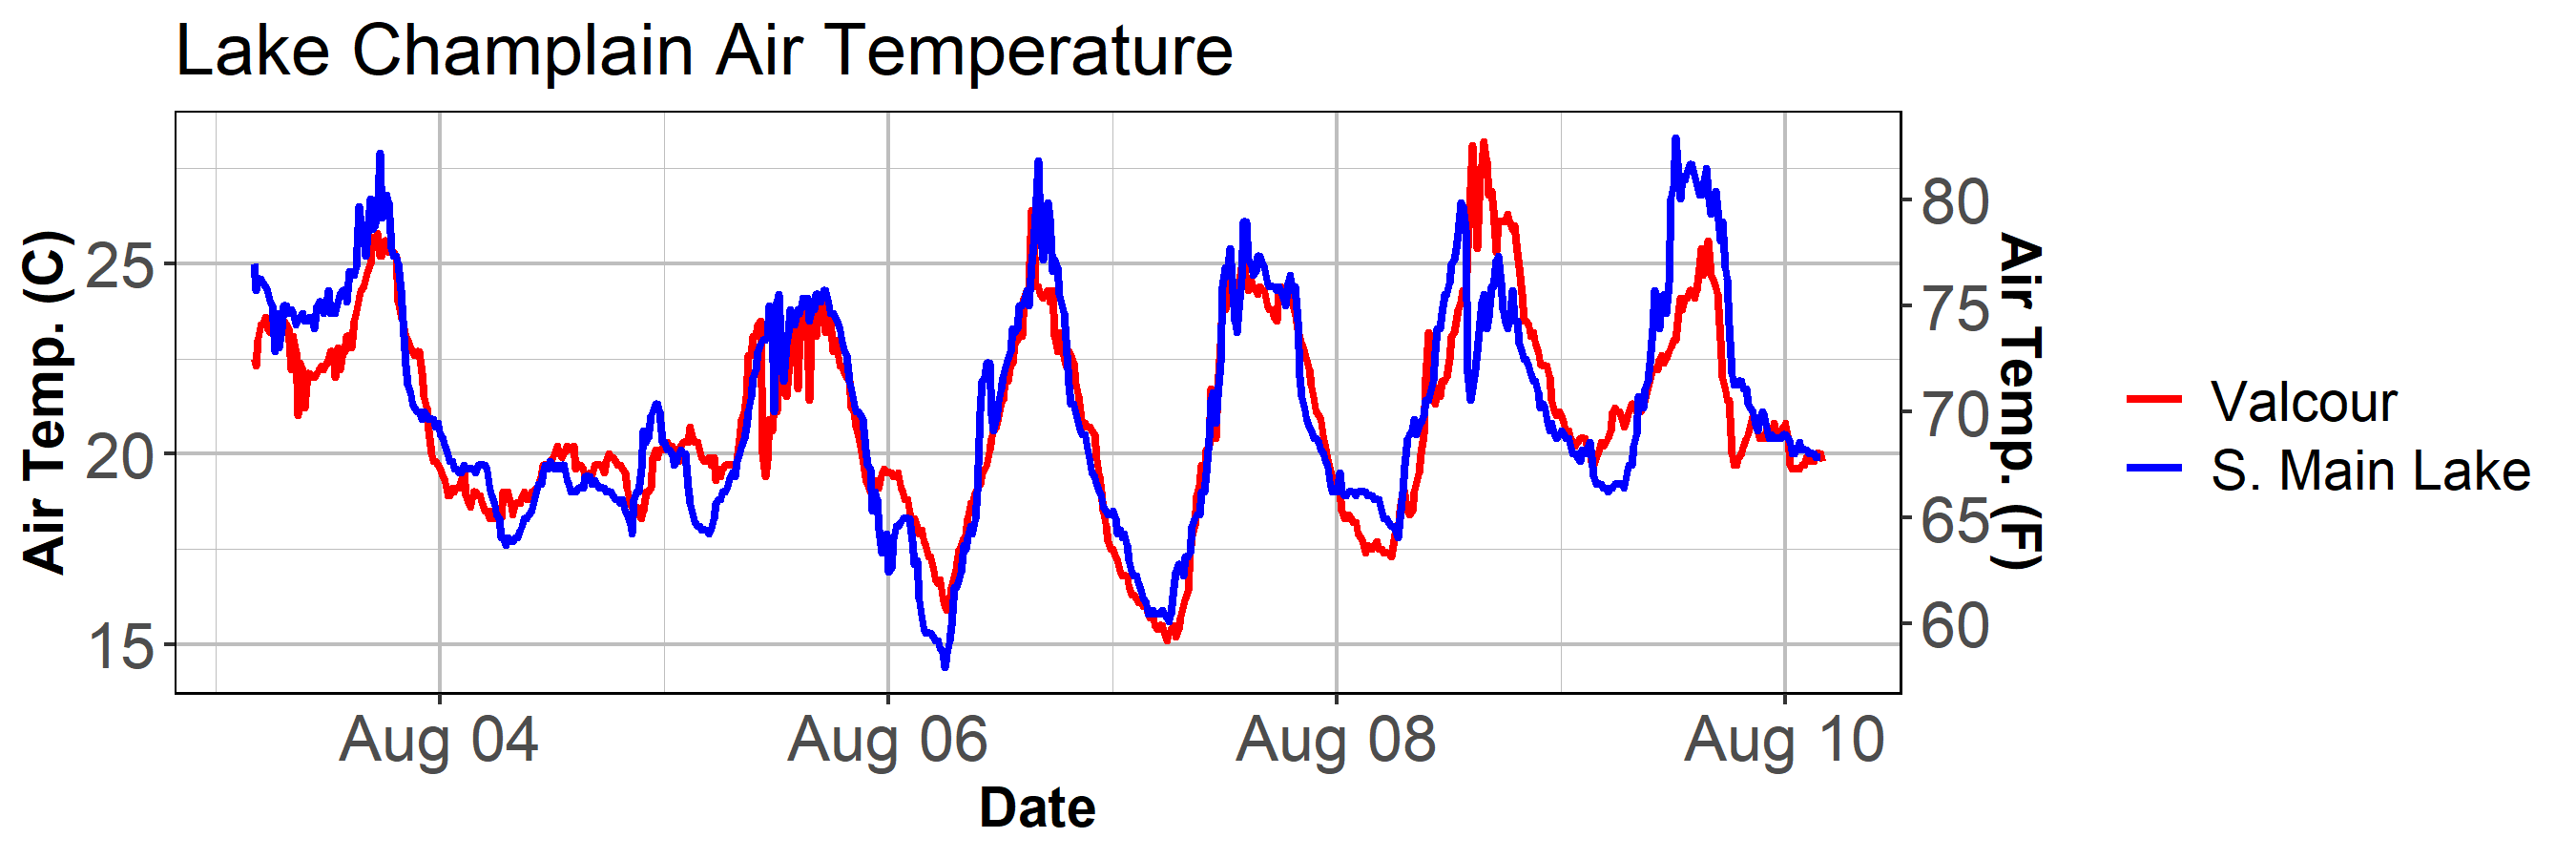 Lake Champlain Air Temperature
Air Temp. (C)
25
20
15
80
75
70
65
60
Air Temp. (F)
Aug 04
Aug 06
Aug 08
Aug 10
Date
Valcour
S. Main Lake